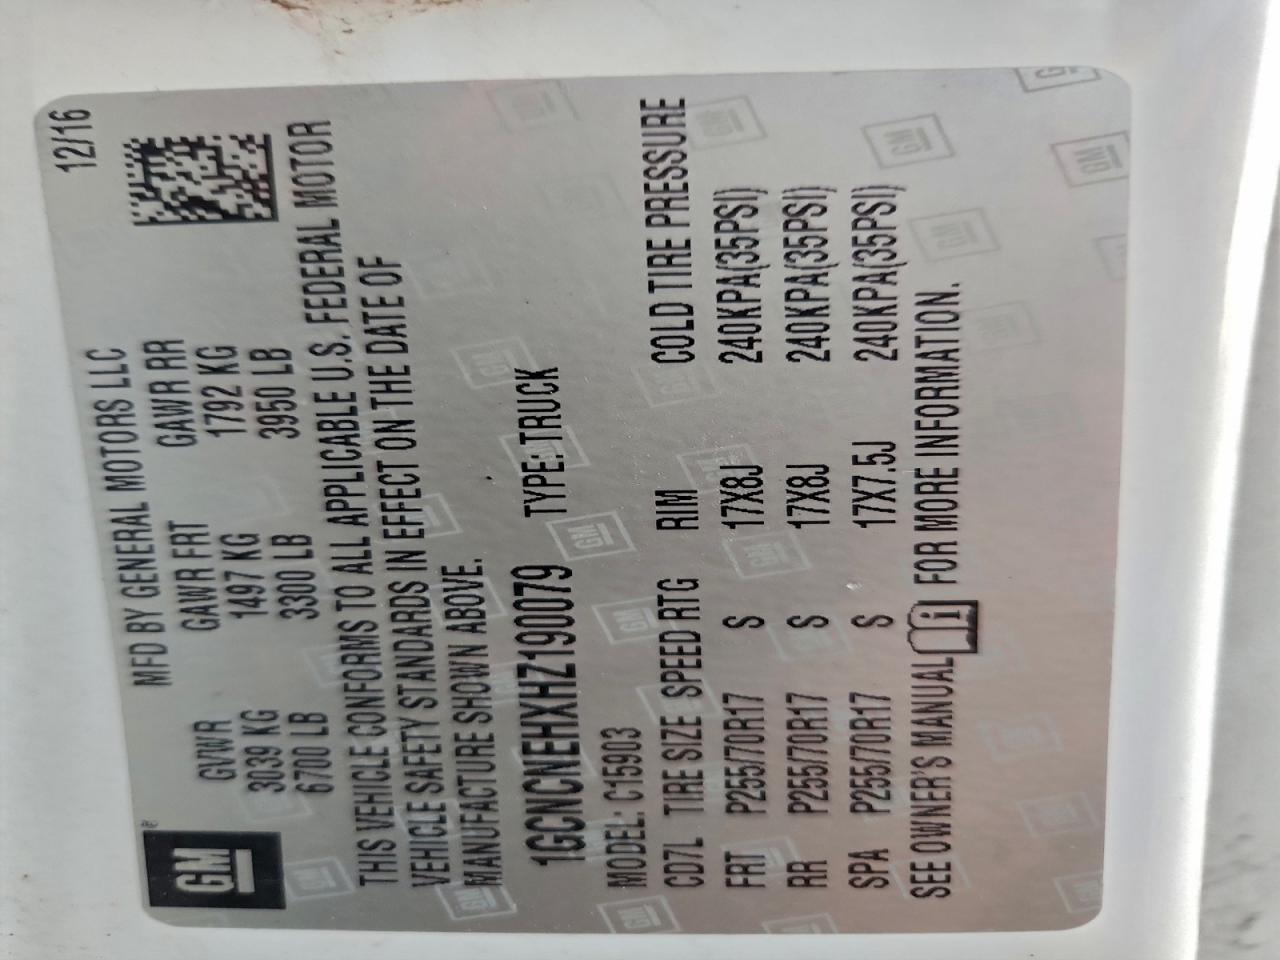 GM
MFD BY GENERAL MOTORS LLC 12/16
GVWR GAWR FRT GAWR RR
3039 KG 1497 KG 1792 KG
6700 LB 3300 LB 3950 LB
THIS VEHICLE CONFORMS TO ALL APPLICABLE U.S. FEDERAL MOTOR
VEHICLE SAFETY STANDARDS IN EFFECT ON THE DATE OF
MANUFACTURE SHOWN ABOVE.
1GCNCNEHXHZ190079 TYPE: TRUCK
MODEL: C15903
CD7L TIRE SIZE SPEED RTG RIM COLD TIRE PRESSURE
FRT P255/70R17 S 17X8J 240KPA(35PSI)
RR P255/70R17 S 17X8J 240KPA(35PSI)
SPA P255/70R17 S 17X7.5J 240KPA(35PSI)
SEE OWNER'S MANUAL i FOR MORE INFORMATION.